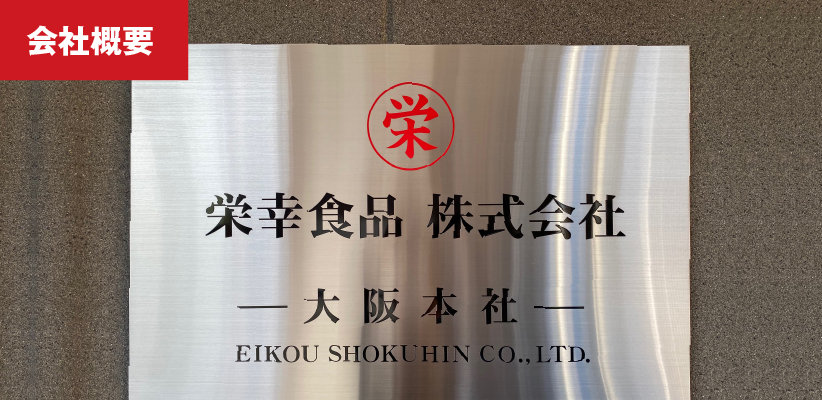 会社概要
栄
栄幸食品 株式会社
― 大阪本社 ―
EIKOU SHOKUHIN CO.,LTD.